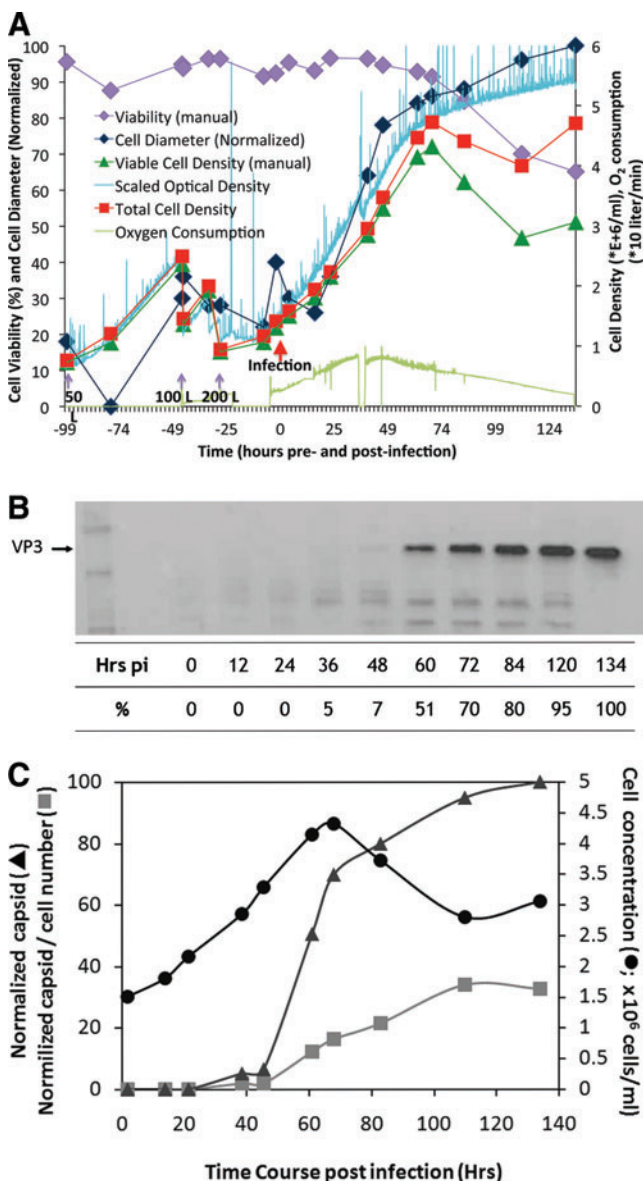 A
100
90
80
70
60
50
40
30
20
10
0
Cell Viability (%) and Cell Diameter (Normalized)
Viability (manual)
Cell Diameter (Normalized)
Viable Cell Density (manual)
Scaled Optical Density
Total Cell Density
Oxygen Consumption
50
L
100 L
200 L
Infection
6
5
4
3
2
1
0
Cell Density (*E+6/ml), O2 consumption
(*10 liter/min)
-99 -74 -49 -25 0 25 49 74 99 124
Time (hours pre- and post-infection)
B
VP3
Hrs pi 0 12 24 36 48 60 72 84 120 134
% 0 0 0 5 7 51 70 80 95 100
C
100
80
60
40
20
0
Normalized capsid (▲)
Normilized capsid / cell number (■)
5
4.5
4
3.5
3
2.5
2
1.5
1
0.5
0
Cell concentration (●; x 10⁶ cells/ml)
0 20 40 60 80 100 120 140
Time Course post infection (Hrs)